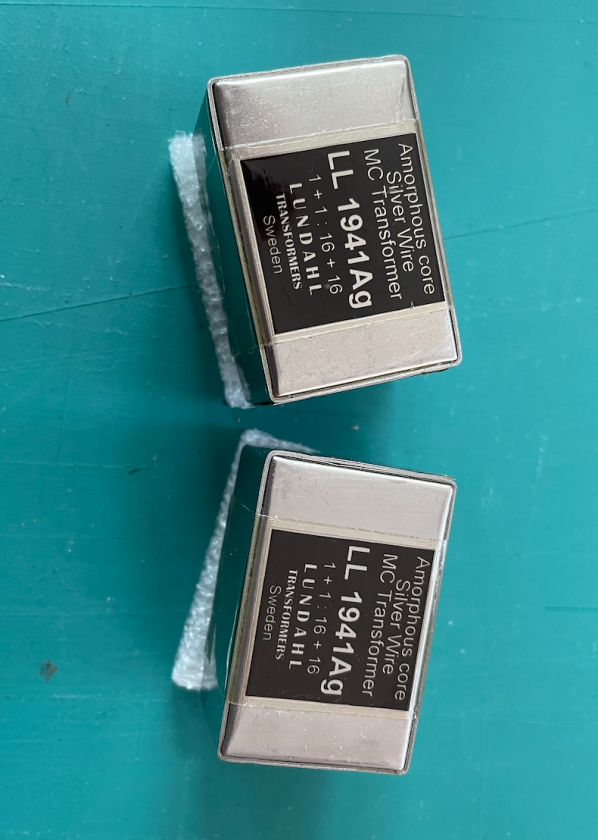 Amorphous core
Silver Wire
MC Transformer
LL 1941Ag
1 + 1 : 16 + 16
LUNDAHL
TRANSFORMERS
Sweden
Amorphous core
Silver Wire
MC Transformer
LL 1941Ag
1 + 1 : 16 + 16
LUNDAHL
TRANSFORMERS
Sweden